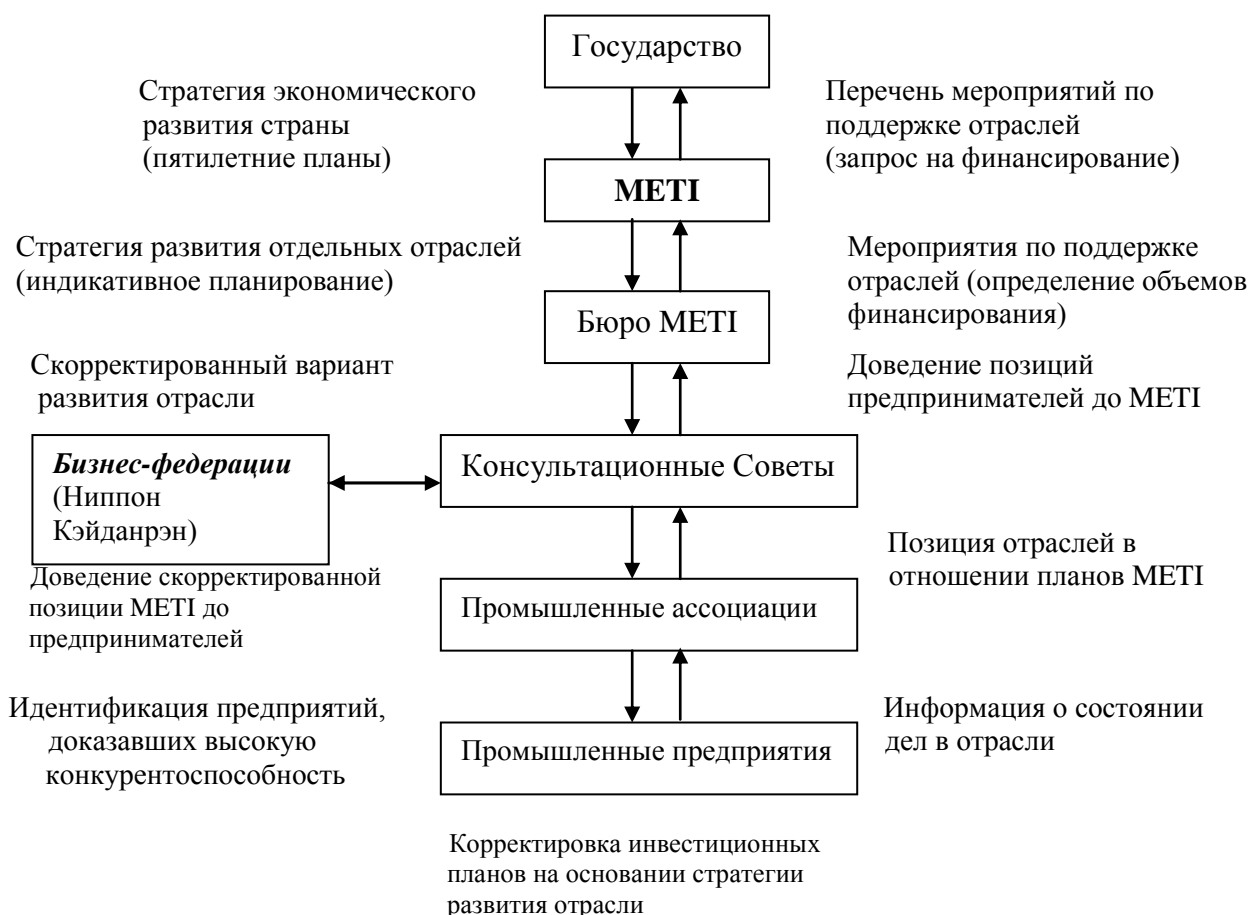 Государство
Стратегия экономического
развития страны
(пятилетние планы)
Перечень мероприятий по
поддержке отраслей
(запрос на финансирование)
METI
Стратегия развития отдельных отраслей
(индикативное планирование)
Мероприятия по поддержке
отраслей (определение объемов
финансирования)
Бюро METI
Скорректированный вариант
развития отрасли
Доведение позиций
предпринимателей до METI
Бизнес-федерации
(Ниппон
Кэйданрэн)
Консультационные Советы
Доведение скорректированной
позиции METI до
предпринимателей
Позиция отраслей в
отношении планов METI
Промышленные ассоциации
Идентификация предприятий,
доказавших высокую
конкурентоспособность
Информация о состоянии
дел в отрасли
Промышленные предприятия
Корректировка инвестиционных
планов на основании стратегии
развития отрасли